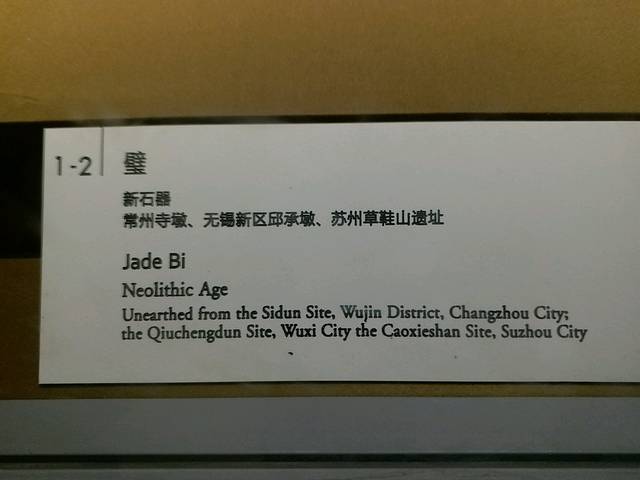 1-2
璧
新石器
常州寺墩、无锡新区邱承墩、苏州草鞋山遗址
Jade Bi
Neolithic Age
Unearthed from the Sidun Site, Wujin District, Changzhou City;
the Qiuchengdun Site, Wuxi City the Caoxieshan Site, Suzhou City